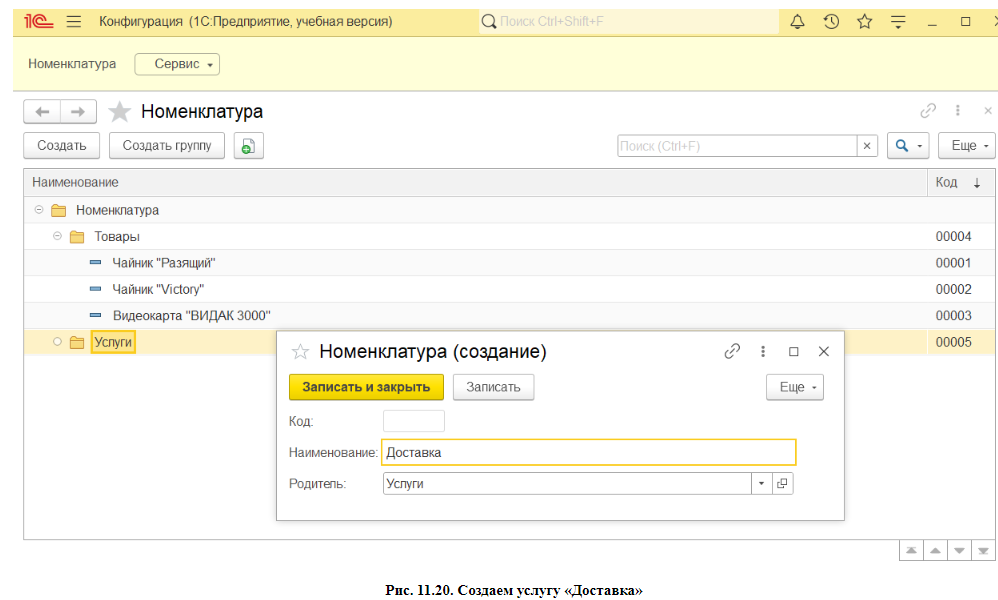 1С Конфигурация (1С:Предприятие, учебная версия) Поиск Ctrl+Shift+F
Номенклатура Сервис
Номенклатура
Создать Создать группу Поиск (Ctrl+F) × Еще
Наименование Код ↓
Номенклатура
Товары 00004
Чайник "Разящий" 00001
Чайник "Victory" 00002
Видеокарта "ВИДАК 3000" 00003
Услуги 00005
Номенклатура (создание)
Записать и закрыть Записать Еще
Код:
Наименование: Доставка
Родитель: Услуги
Рис. 11.20. Создаем услугу «Доставка»